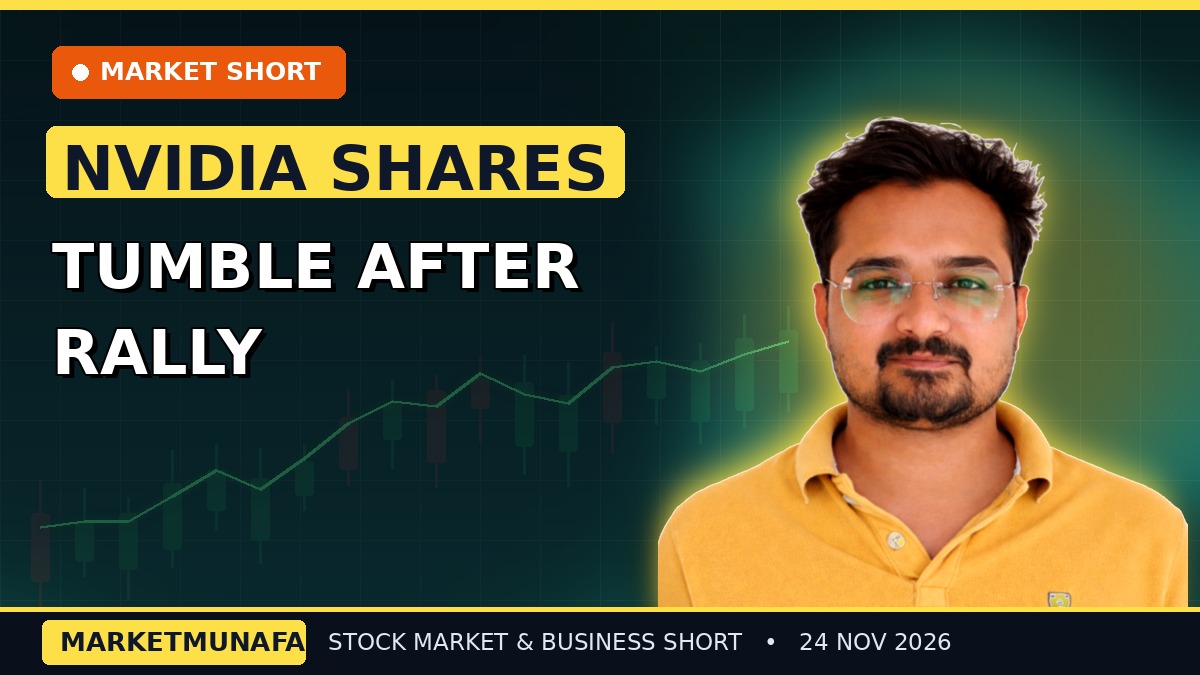 MARKET SHORT
NVIDIA SHARES
TUMBLE AFTER
RALLY
MARKETMUNAFA STOCK MARKET & BUSINESS SHORT • 24 NOV 2026